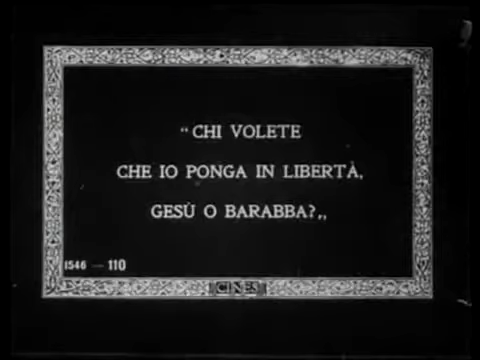 “CHI VOLETE
CHE IO PONGA IN LIBERTÀ,
GESÙ O BARABBA?„
1546 — 110
CINES